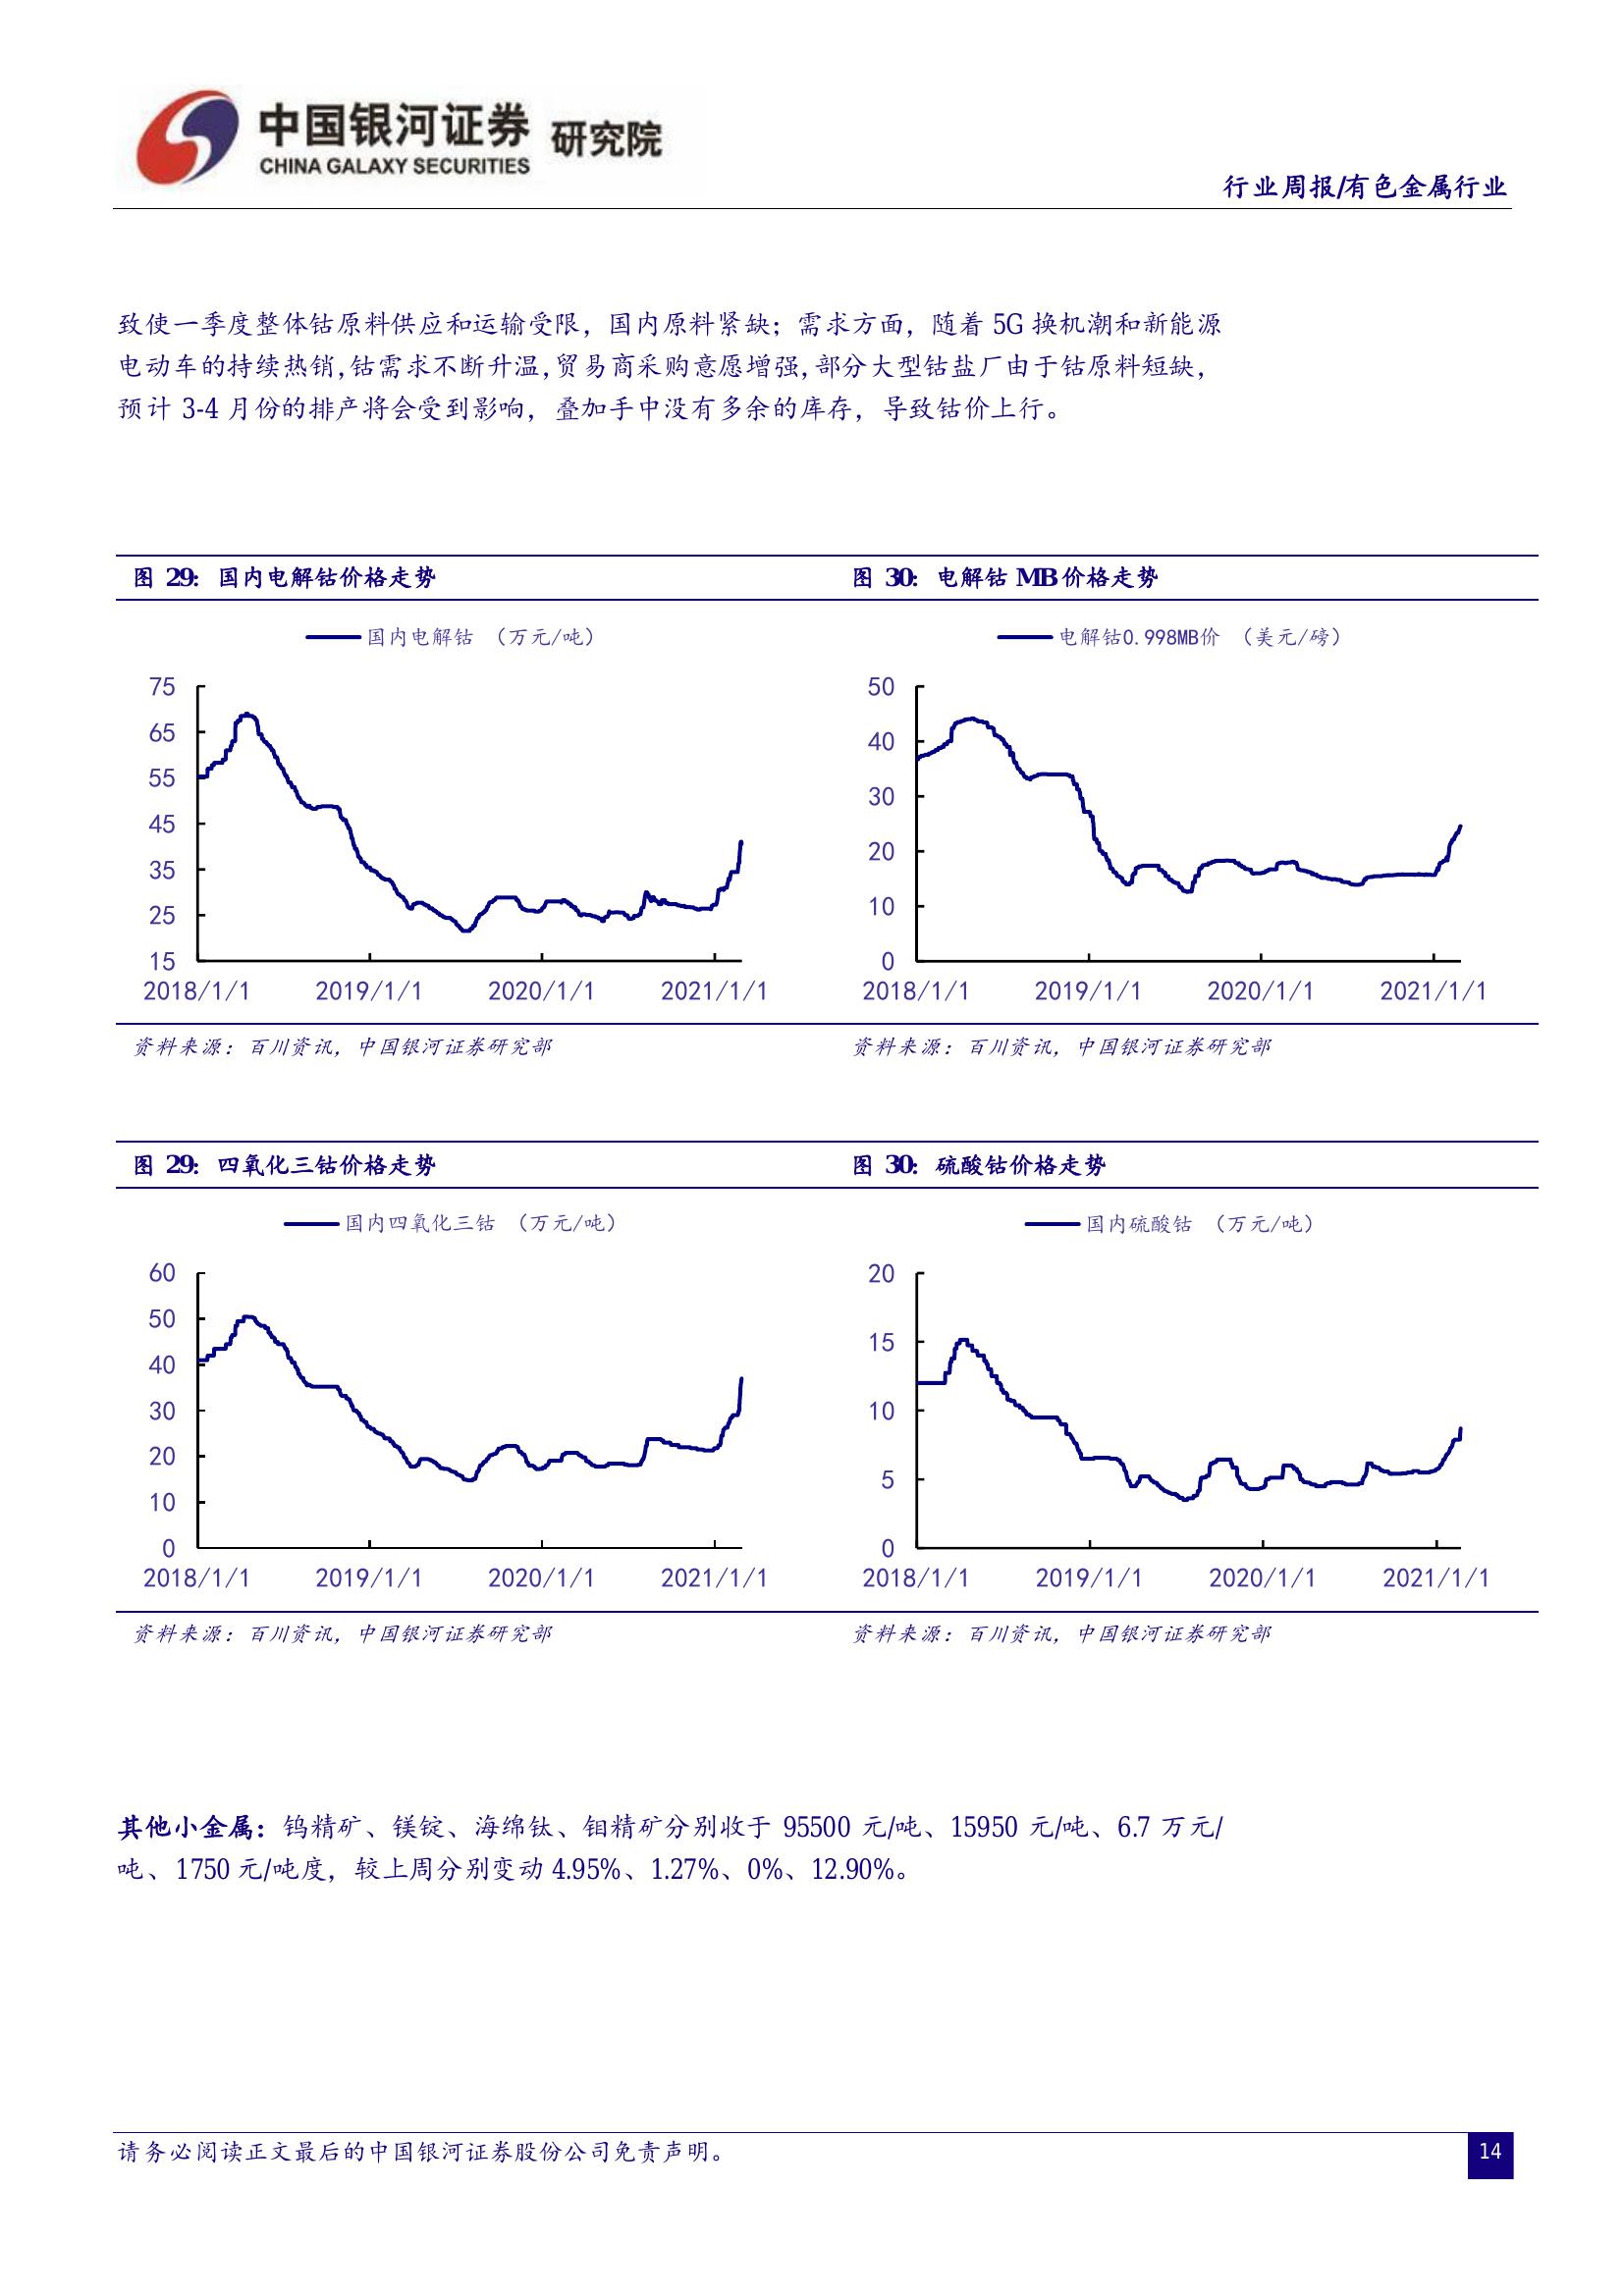 中国银河证券 研究院
CHINA GALAXY SECURITIES
行业周报/有色金属行业
致使一季度整体钴原料供应和运输受限，国内原料紧缺；需求方面，随着 5G 换机潮和新能源
电动车的持续热销，钴需求不断升温，贸易商采购意愿增强，部分大型钴盐厂由于钴原料短缺，
预计 3-4 月份的排产将会受到影响，叠加手中没有多余的库存，导致钴价上行。
图 29：国内电解钴价格走势
国内电解钴 （万元/吨）
75
65
55
45
35
25
15
2018/1/1 2019/1/1 2020/1/1 2021/1/1
资料来源：百川资讯，中国银河证券研究部
图 30：电解钴 MB 价格走势
电解钴0.998MB价 （美元/磅）
50
40
30
20
10
0
2018/1/1 2019/1/1 2020/1/1 2021/1/1
资料来源：百川资讯，中国银河证券研究部
图 29：四氧化三钴价格走势
国内四氧化三钴 （万元/吨）
60
50
40
30
20
10
0
2018/1/1 2019/1/1 2020/1/1 2021/1/1
资料来源：百川资讯，中国银河证券研究部
图 30：硫酸钴价格走势
国内硫酸钴 （万元/吨）
20
15
10
5
0
2018/1/1 2019/1/1 2020/1/1 2021/1/1
资料来源：百川资讯，中国银河证券研究部
其他小金属：钨精矿、镁锭、海绵钛、钼精矿分别收于 95500 元/吨、15950 元/吨、6.7 万元/
吨、1750 元/吨度，较上周分别变动 4.95%、1.27%、0%、12.90%。
请务必阅读正文最后的中国银河证券股份公司免责声明。
14